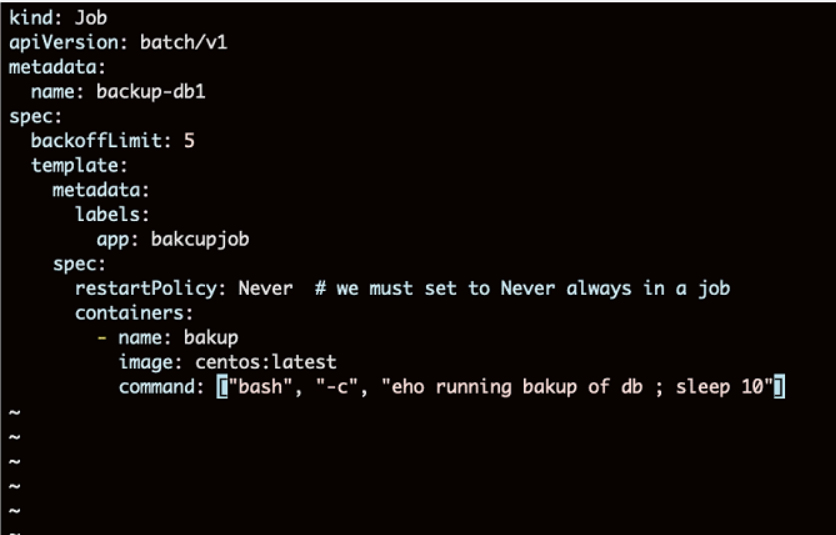 kind: Job
apiVersion: batch/v1
metadata:
  name: backup-db1
spec:
  backoffLimit: 5
  template:
    metadata:
      labels:
        app: bakcupjob
    spec:
      restartPolicy: Never  # we must set to Never always in a job
      containers:
        - name: bakup
          image: centos:latest
          command: ["bash", "-c", "eho running bakup of db ; sleep 10"]
~
~
~
~
~
~